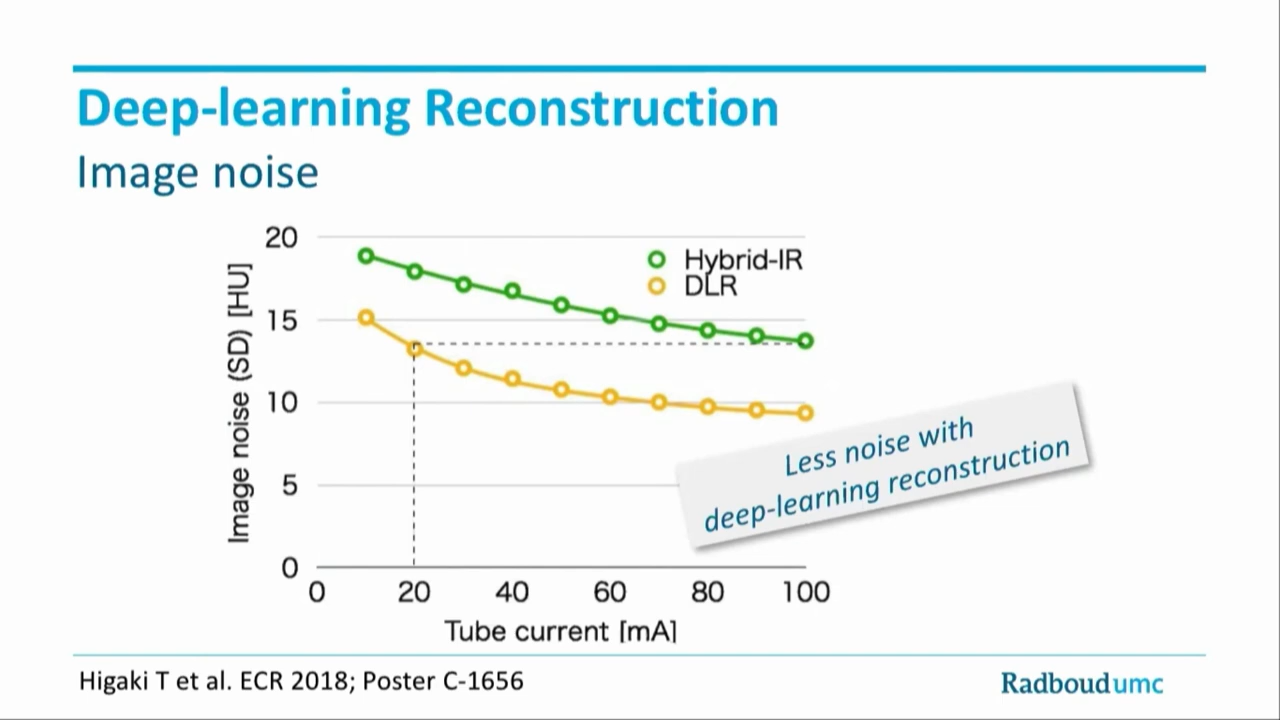 Deep-learning Reconstruction
Image noise
20
15
10
5
0
Image noise (SD) [HU]
Hybrid-IR
DLR
0 20 40 60 80 100
Tube current [mA]
Less noise with
deep-learning reconstruction
Higaki T et al. ECR 2018; Poster C-1656
Radboudumc